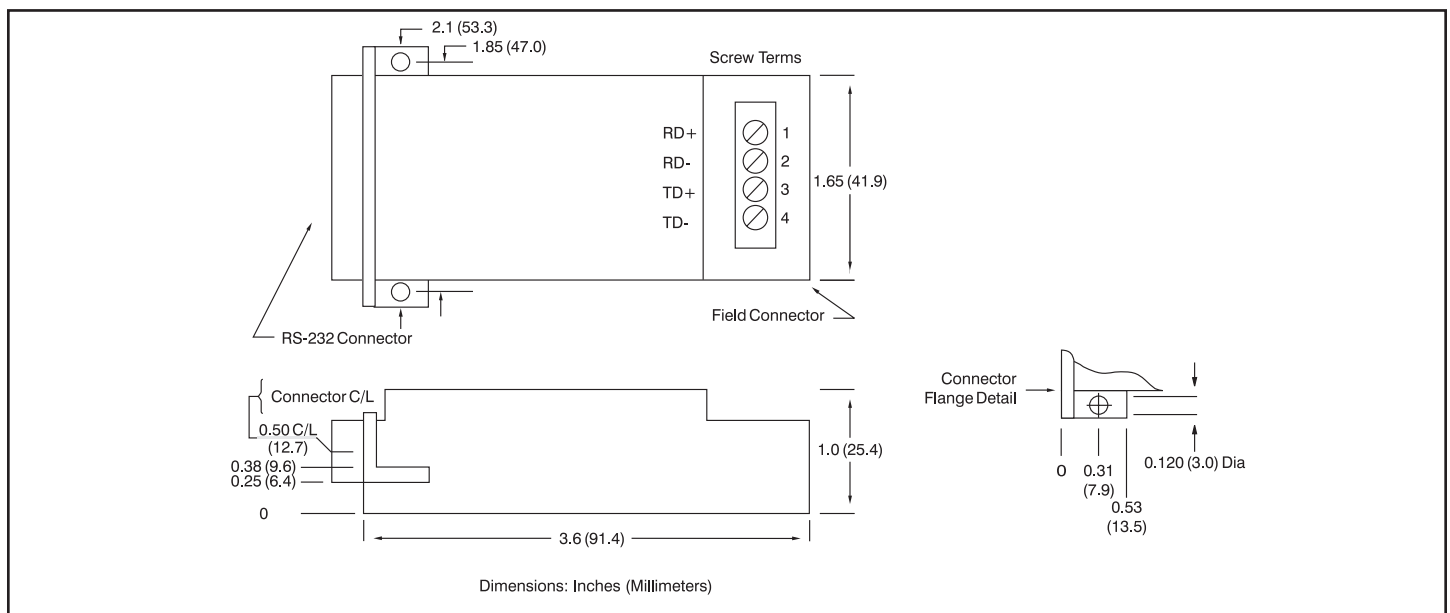 2.1 (53.3)
1.85 (47.0)
Screw Terms
RD+
1
RD-
2
TD+
3
TD-
4
1.65 (41.9)
Field Connector
RS-232 Connector
Connector C/L
0.50 C/L
(12.7)
0.38 (9.6)
0.25 (6.4)
0
1.0 (25.4)
3.6 (91.4)
Connector
Flange Detail
0
0.31
(7.9)
0.53
(13.5)
0.120 (3.0) Dia
Dimensions: Inches (Millimeters)